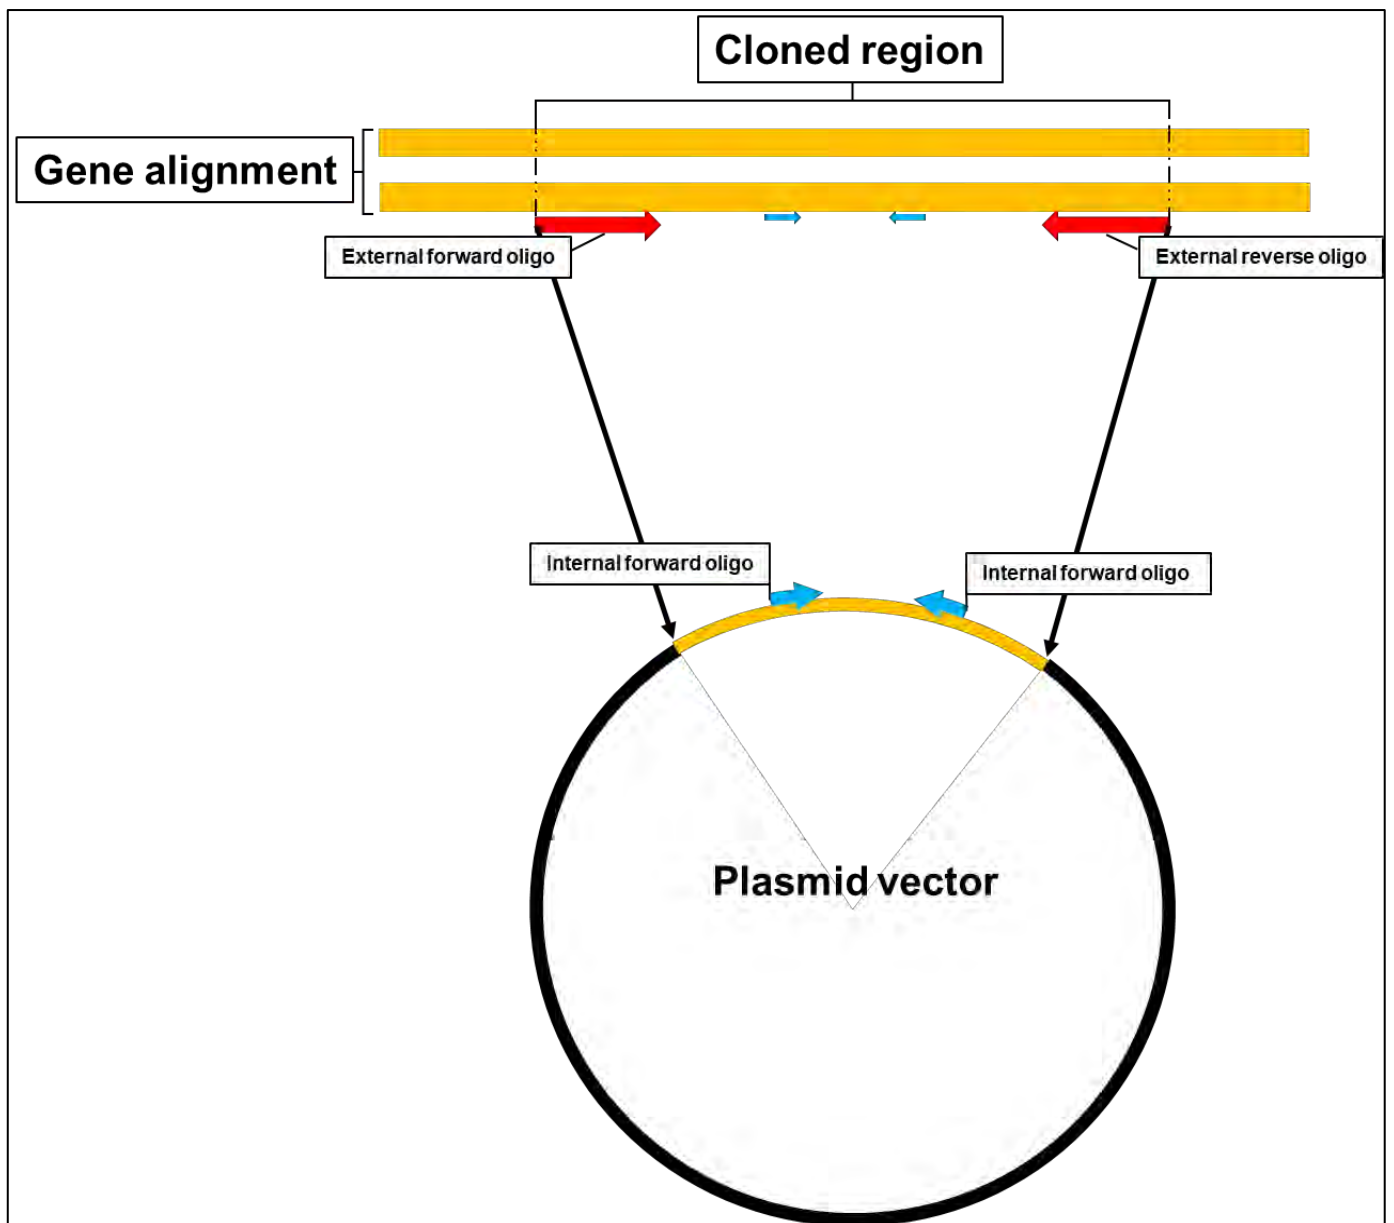 Cloned region
Gene alignment
External forward oligo
External reverse oligo
Internal forward oligo
Internal forward oligo
Plasmid vector